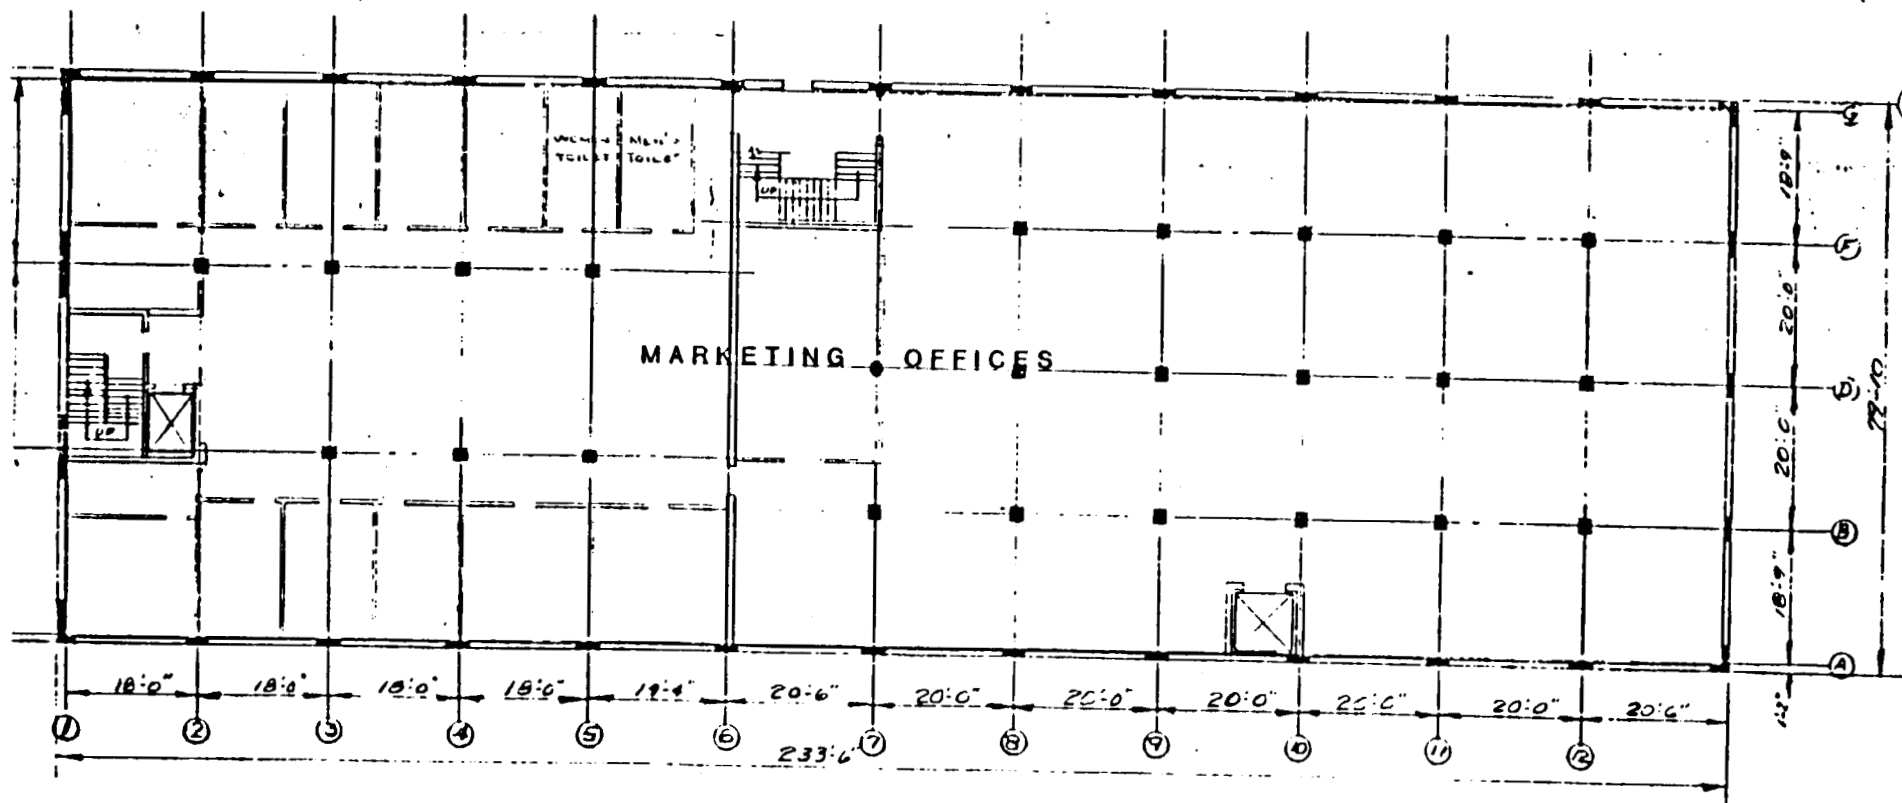 WOMEN'S MEN'S
TOILET TOILET
UP
MARKETING OFFICES
UP
G
18'-9"
F
20'-0"
D
20'-0"
B
18'-9"
A
18'-0" 18'-0" 18'-0" 18'-0" 19'-4" 20'-6" 20'-0" 20'-0" 20'-0" 20'-0" 20'-0" 20'-6"
1 2 3 4 5 6 7 8 9 10 11 12
233'-6"